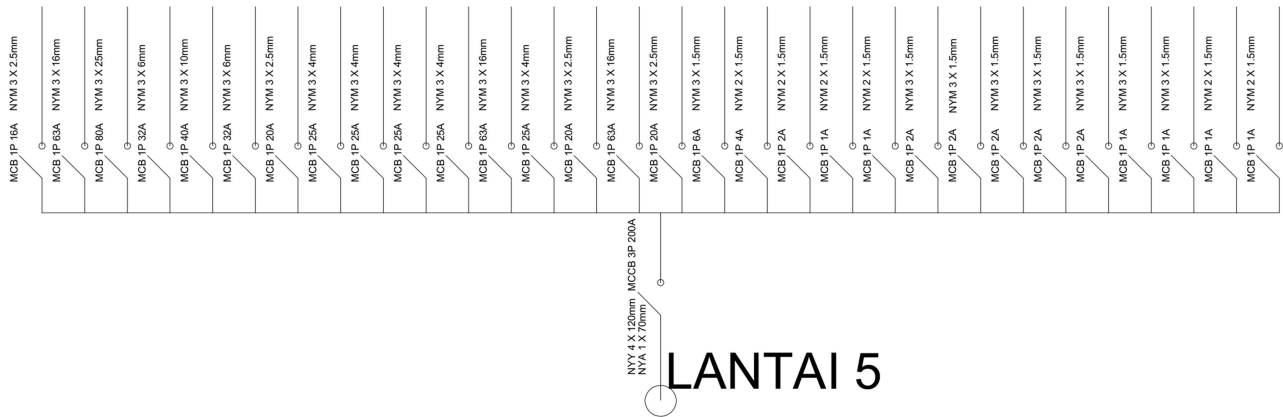 MCB 1P 16A NYM 3 X 2.5mm
MCB 1P 63A NYM 3 X 16mm
MCB 1P 80A NYM 3 X 25mm
MCB 1P 32A NYM 3 X 6mm
MCB 1P 40A NYM 3 X 10mm
MCB 1P 32A NYM 3 X 6mm
MCB 1P 20A NYM 3 X 2.5mm
MCB 1P 25A NYM 3 X 4mm
MCB 1P 25A NYM 3 X 4mm
MCB 1P 25A NYM 3 X 4mm
MCB 1P 25A NYM 3 X 4mm
MCB 1P 63A NYM 3 X 16mm
MCB 1P 25A NYM 3 X 4mm
MCB 1P 20A NYM 3 X 2.5mm
MCB 1P 63A NYM 3 X 16mm
MCB 1P 20A NYM 3 X 2.5mm
MCB 1P 6A NYM 3 X 1.5mm
MCB 1P 4A NYM 2 X 1.5mm
MCB 1P 2A NYM 2 X 1.5mm
MCB 1P 1A NYM 2 X 1.5mm
MCB 1P 1A NYM 2 X 1.5mm
MCB 1P 2A NYM 3 X 1.5mm
MCB 1P 2A NYM 3 X 1.5mm
MCB 1P 2A NYM 3 X 1.5mm
MCB 1P 2A NYM 3 X 1.5mm
MCB 1P 2A NYM 3 X 1.5mm
MCB 1P 1A NYM 3 X 1.5mm
MCB 1P 1A NYM 3 X 1.5mm
MCB 1P 1A NYM 2 X 1.5mm
MCB 1P 1A NYM 2 X 1.5mm
MCCB 3P 200A
NYY 4 X 120mm
NYA 1 X 70mm
LANTAI 5